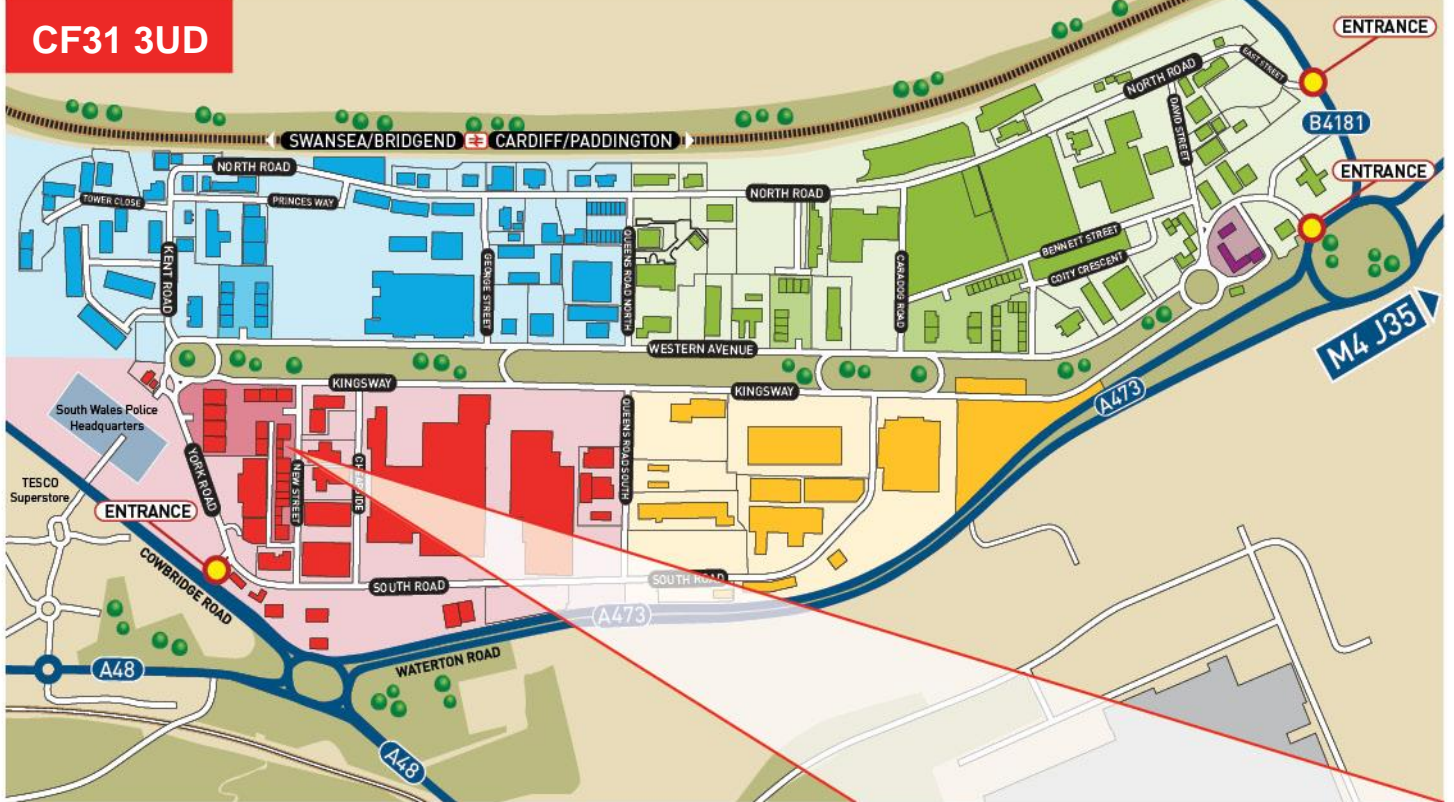 CF31 3UD
ENTRANCE
EAST STREET
NORTH ROAD
DAVID STREET
B4181
SWANSEA/BRIDGEND
CARDIFF/PADDINGTON
NORTH ROAD
ENTRANCE
TOWER CLOSE
PRINCES WAY
NORTH ROAD
KENT ROAD
GEORGE STREET
QUEENS ROAD NORTH
CARADOG ROAD
BENNETT STREET
COITY CRESCENT
M4 J35
WESTERN AVENUE
KINGSWAY
KINGSWAY
A473
South Wales Police
Headquarters
YORK ROAD
NEW STREET
CHEAPSIDE
QUEENS ROAD SOUTH
TESCO
Superstore
ENTRANCE
COWBRIDGE ROAD
SOUTH ROAD
SOUTH ROAD
A473
A48
WATERTON ROAD
A48